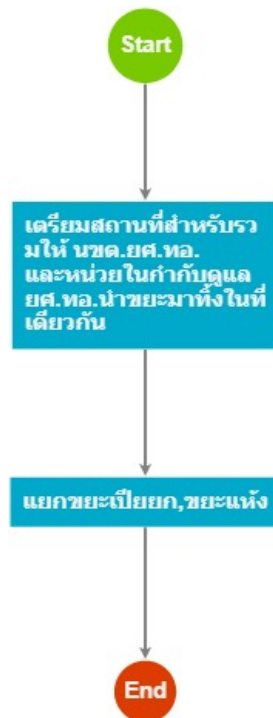 Start
เตรียมสถานที่สำหรับรว
มให้ นขต.ยศ.ทอ.
และหน่วยในกำกับดูแล
ยศ.ทอ.นำขยะมาทิ้งในที่
เดียวกัน
แยกขยะเปียยก,ขยะแห้ง
End